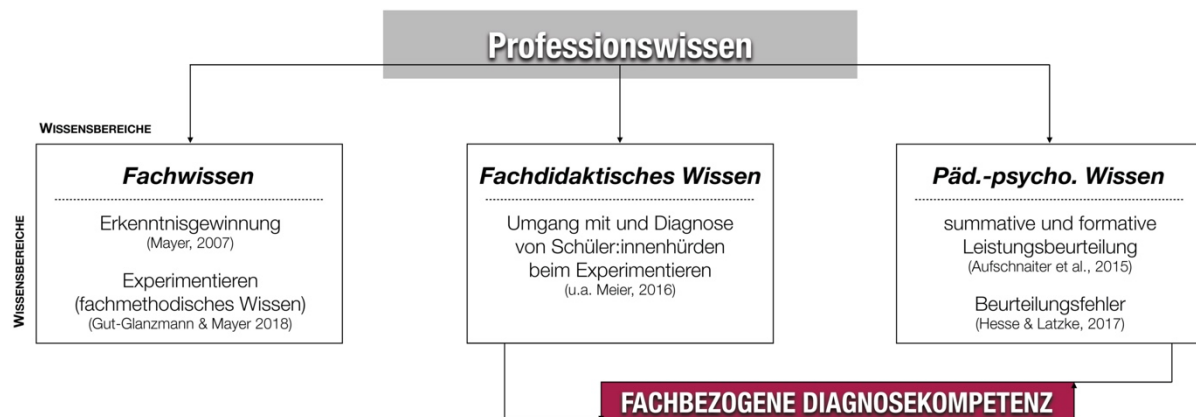 Professionswissen
WISSENSBEREICHE
WISSENSBEREICHE
Fachwissen
Erkenntnisgewinnung
(Mayer, 2007)
Experimentieren
(fachmethodisches Wissen)
(Gut-Glanzmann & Mayer 2018)
Fachdidaktisches Wissen
Umgang mit und Diagnose
von Schüler:innenhürden
beim Experimentieren
(u.a. Meier, 2016)
Päd.-psycho. Wissen
summative und formative
Leistungsbeurteilung
(Aufschnaiter et al., 2015)
Beurteilungsfehler
(Hesse & Latzke, 2017)
FACHBEZOGENE DIAGNOSEKOMPETENZ